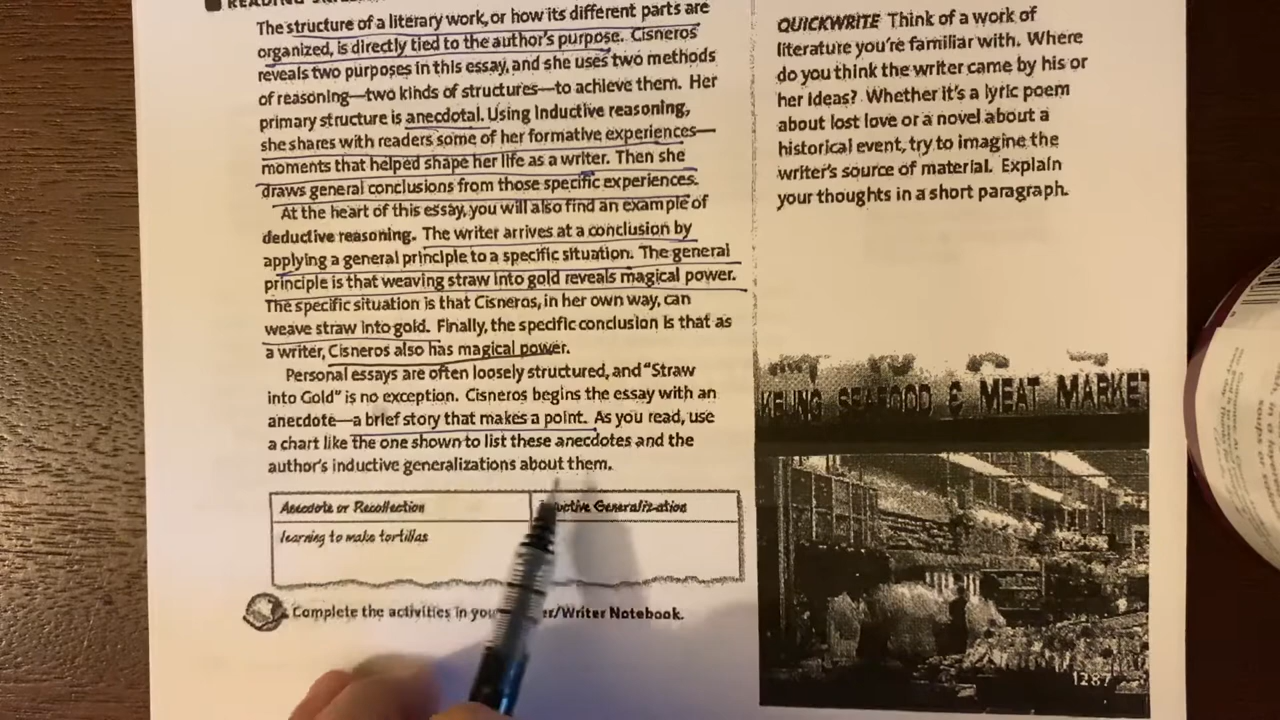 The structure of a literary work, or how its different parts are
organized, is directly tied to the author's purpose. Cisneros
reveals two purposes in this essay, and she uses two methods
of reasoning—two kinds of structures—to achieve them. Her
primary structure is anecdotal. Using inductive reasoning,
she shares with readers some of her formative experiences—
moments that helped shape her life as a writer. Then she
draws general conclusions from those specific experiences.
At the heart of this essay, you will also find an example of
deductive reasoning. The writer arrives at a conclusion by
applying a general principle to a specific situation. The general
principle is that weaving straw into gold reveals magical power.
The specific situation is that Cisneros, in her own way, can
weave straw into gold. Finally, the specific conclusion is that as
a writer, Cisneros also has magical power.
Personal essays are often loosely structured, and "Straw
into Gold" is no exception. Cisneros begins the essay with an
anecdote—a brief story that makes a point. As you read, use
a chart like the one shown to list these anecdotes and the
author's inductive generalizations about them.
Anecdote or Recollection
Generalization
learning to make tortillas
Complete the activities in
/Writer Notebook.
QUICKWRITE Think of a work of
literature you're familiar with. Where
do you think the writer came by his or
her ideas? Whether it's a lyric poem
about lost love or a novel about a
historical event, try to imagine the
writer's source of material. Explain
your thoughts in a short paragraph.
SEAFOOD & MEAT MARKET
1287